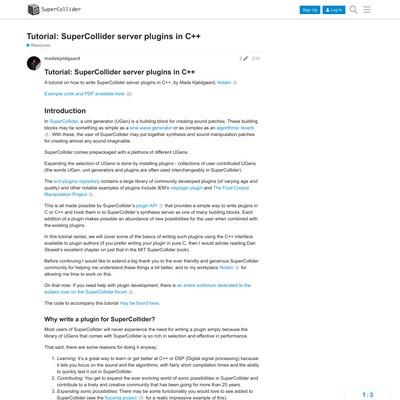 SuperCollider
Sign Up
Log In
Tutorial: SuperCollider server plugins in C++
Resources
madskjeldgaard
Tutorial: SuperCollider server plugins in C++
A tutorial on how to write SuperCollider server plugins in C++, by Mads Kjeldgaard, Notam
Example code and PDF available here
Introduction
In SuperCollider, a unit generator (UGen) is a building block for creating sound patches. These building
blocks may be something as simple as a sine wave generator or as complex as an algorithmic reverb
. With these, the user of SuperCollider may put together synthesis and sound manipulation patches
for creating almost any sound imaginable.
SuperCollider comes prepackaged with a plethora of different UGens.
Expanding the selection of UGens is done by installing plugins - collections of user contributed UGens
(the words UGen, unit generators and plugins are often used interchangeably in SuperCollider).
The sc3-plugins repository contains a large library of community developed plugins (of varying age and
quality) and other notable examples of plugins include IEM's vstplugin plugin and The Fluid Corpus
Manipulation Project .
This is all made possible by SuperCollider's plugin API that provides a simple way to write plugins in
C or C++ and hook them in to SuperCollider's synthesis server as one of many building blocks. Each
addition of a plugin makes possible an abundance of new possibilities for the user when combined with
the existing plugins.
In this tutorial series, we will cover some of the basics of writing such plugins using the C++ interface
available to plugin authors (if you prefer writing your plugin in pure C, then I would advise reading Dan
Stowell's excellent chapter on just that in the MIT SuperCollider book).
Before continuing I would like to extend a big thank you to the ever friendly and generous SuperCollider
community for helping me understand these things a bit better, and to my workplace Notam for
allowing me time to work on this.
On that note: If you need help with plugin development, there is an entire subforum dedicated to the
subject over on the SuperCollider forum .
The code to accompany this tutorial may be found here.
Why write a plugin for SuperCollider?
Most users of SuperCollider will never experience the need for writing a plugin simply because the
library of UGens that comes with SuperCollider is so rich in selection and effective in performance.
That said, there are some reasons for doing it anyway:
1. Learning: It's a great way to learn or get better at C++ or DSP (Digital signal processing) because
it lets you focus on the sound and the algorithms, with fairly short compilation times and the ability
to quickly test it out in SuperCollider
2. Contributing: You get to expand the ever evolving world of sonic possibilities in SuperCollider and
contribute to a lively and creative community that has been going for more than 25 years.
3. Expanding sonic possibilities: There may be some functionality you would love to see added to
SuperCollider (see the flucoma project for a really impressive example of this).
1 / 3